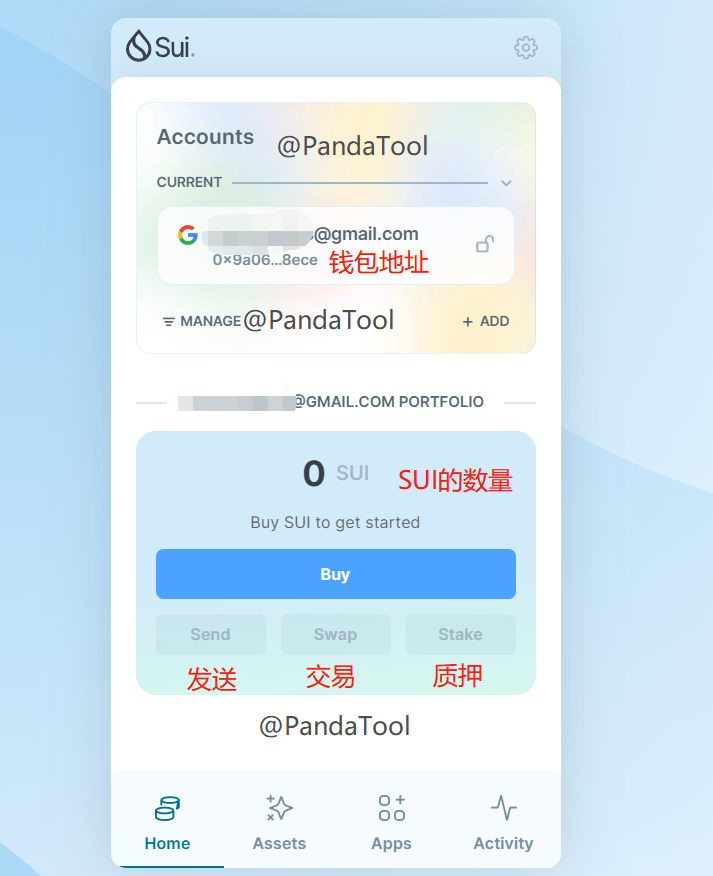 Sui.
Accounts
@PandaTool
CURRENT
@gmail.com
0×9a06...8ece 钱包地址
MANAGE @PandaTool + ADD
@GMAIL.COM PORTFOLIO
0 SUI
SUI的数量
Buy SUI to get started
Buy
Send Swap Stake
发送 交易 质押
@PandaTool
Home Assets Apps Activity